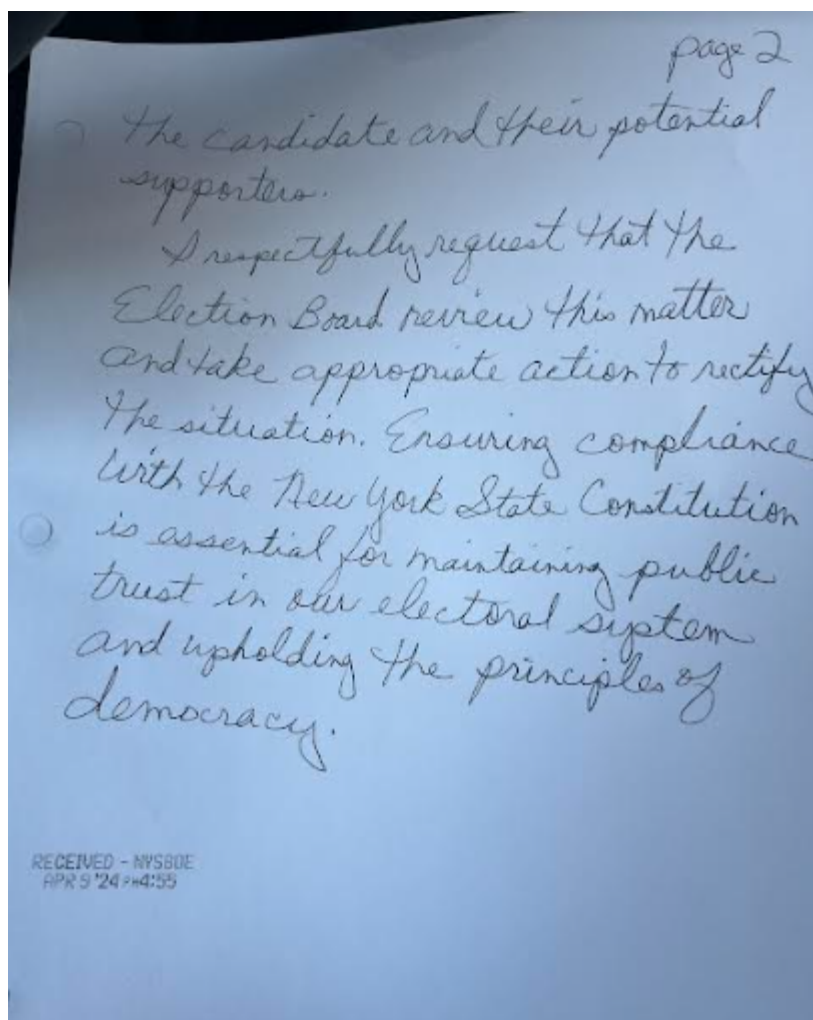 page 2
the candidate and their potential
supporters.
I respectfully request that the
Election Board review this matter
and take appropriate action to rectify
the situation. Ensuring compliance
with the New York State Constitution
is essential for maintaining public
trust in our electoral system
and upholding the principles of
democracy.
RECEIVED - NYSBOE
APR 9 '24 PM4:55